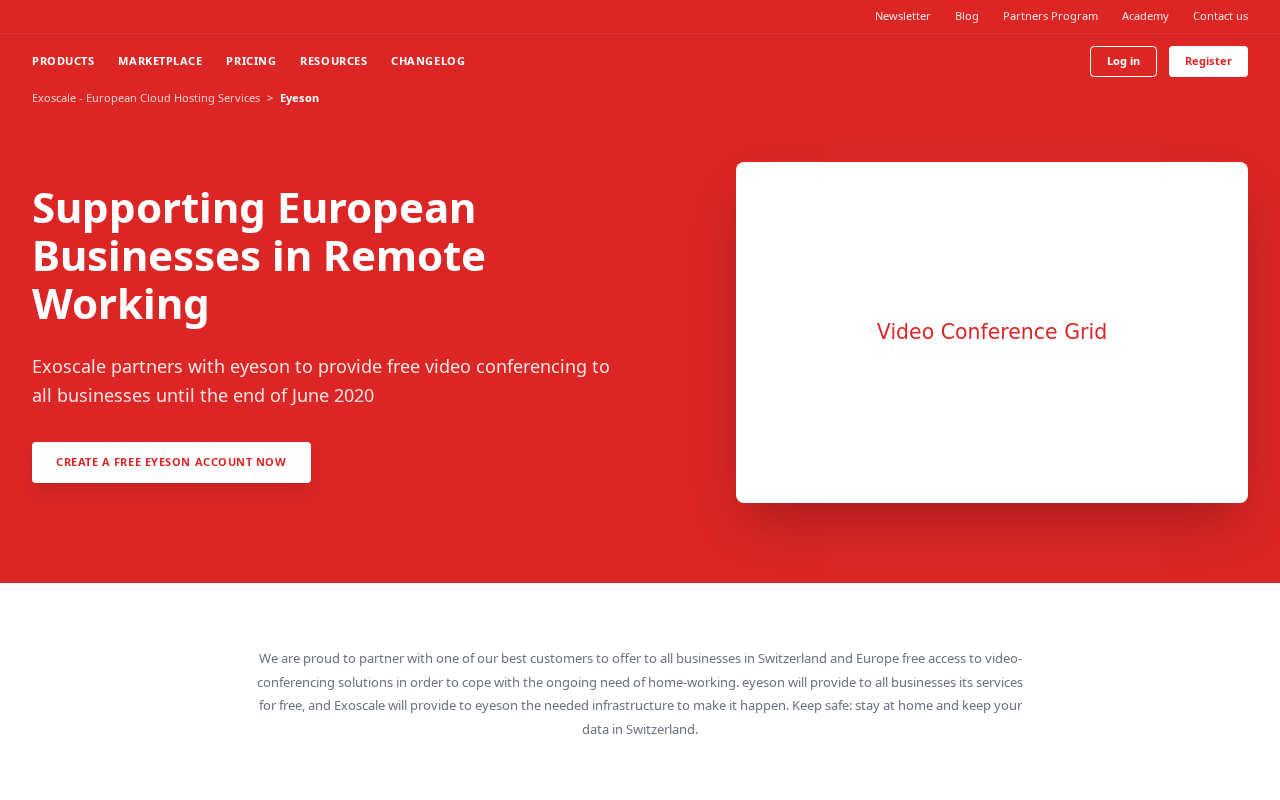 Newsletter Blog Partners Program Academy Contact us
PRODUCTS MARKETPLACE PRICING RESOURCES CHANGELOG Log in Register
Exoscale - European Cloud Hosting Services > Eyeson
Supporting European
Businesses in Remote
Working
Exoscale partners with eyeson to provide free video conferencing to
all businesses until the end of June 2020
CREATE A FREE EYESON ACCOUNT NOW
Video Conference Grid
We are proud to partner with one of our best customers to offer to all businesses in Switzerland and Europe free access to video-
conferencing solutions in order to cope with the ongoing need of home-working. eyeson will provide to all businesses its services
for free, and Exoscale will provide to eyeson the needed infrastructure to make it happen. Keep safe: stay at home and keep your
data in Switzerland.